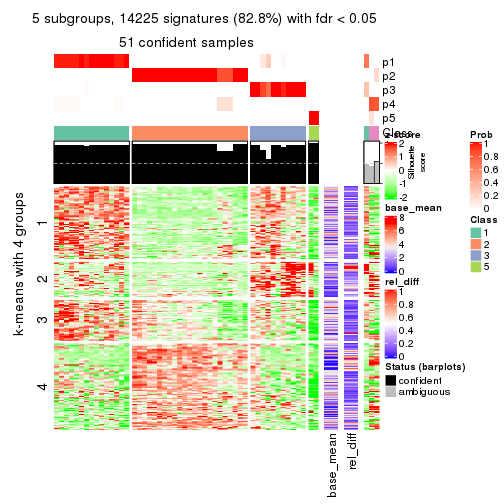 5 subgroups, 14225 signatures (82.8%) with fdr < 0.05
51 confident samples
p1
p2
p3
p4
p5
Class
z-score
2
1
0
-1
-2
Silhouette
score
Prob
1
0.8
0.6
0.4
0.2
0
k-means with 4 groups
1
2
3
4
base_mean
8
6
4
2
0
Class
1
2
3
5
rel_diff
1
0.8
0.6
0.4
0.2
0
Status (barplots)
confident
ambiguous
base_mean
rel_diff